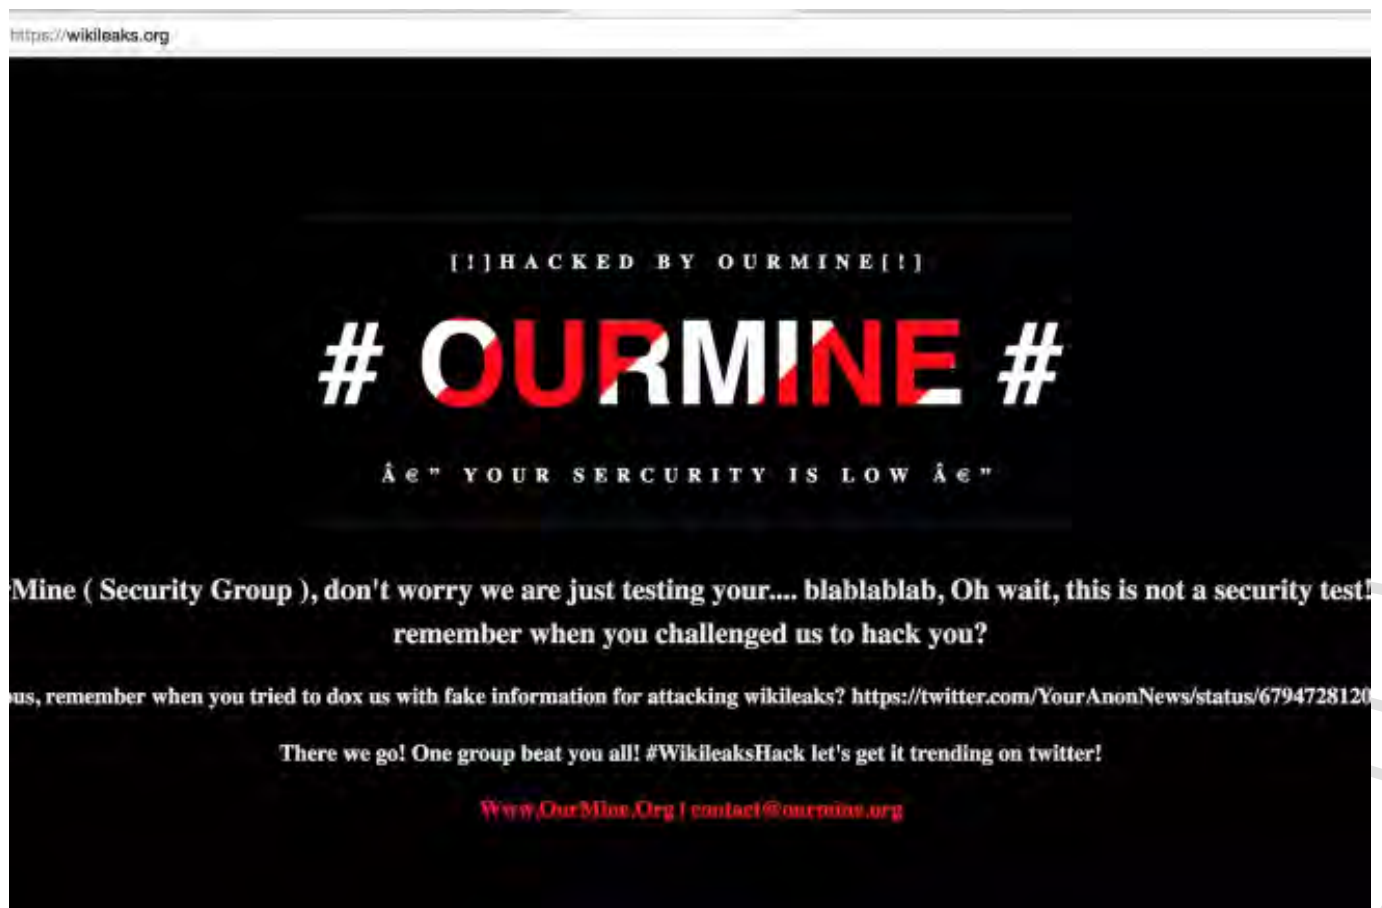 https://wikileaks.org
[!]HACKED BY OURMINE[!]
# OURMINE #
Â€” YOUR SERCURITY IS LOW Â€”
Mine ( Security Group ), don't worry we are just testing your.... blablablab, Oh wait, this is not a security test!
remember when you challenged us to hack you?
us, remember when you tried to dox us with fake information for attacking wikileaks? https://twitter.com/YourAnonNews/status/6794728120
There we go! One group beat you all! #WikileaksHack let's get it trending on twitter!
Www.OurMine.Org | contact@ourmine.org